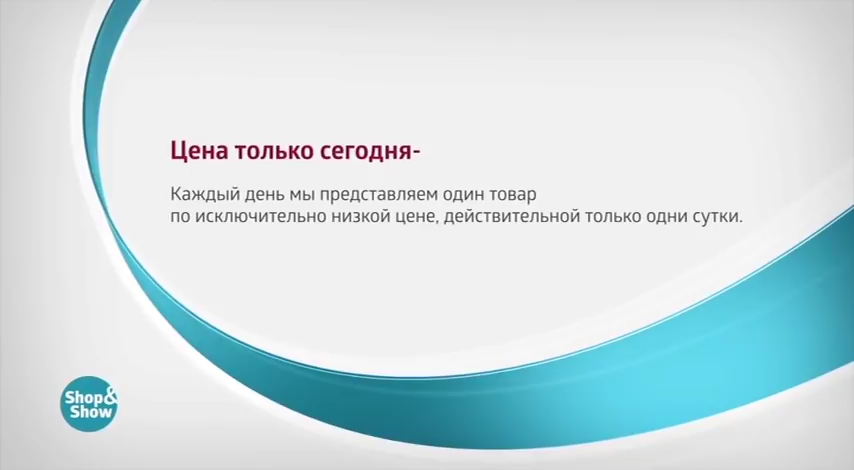 Цена только сегодня-
Каждый день мы представляем один товар
по исключительно низкой цене, действительной только одни сутки.
Shop&
Show